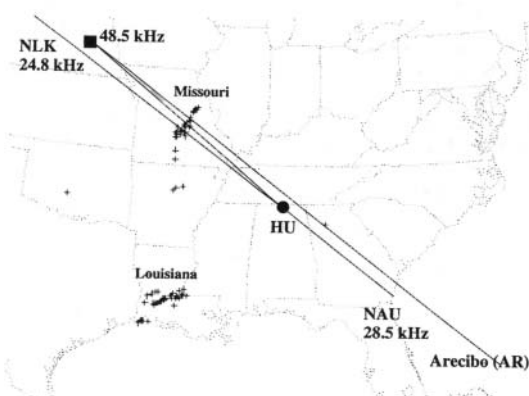 NLK
24.8 kHz
48.5 kHz
Missouri
HU
Louisiana
NAU
28.5 kHz
Arecibo (AR)